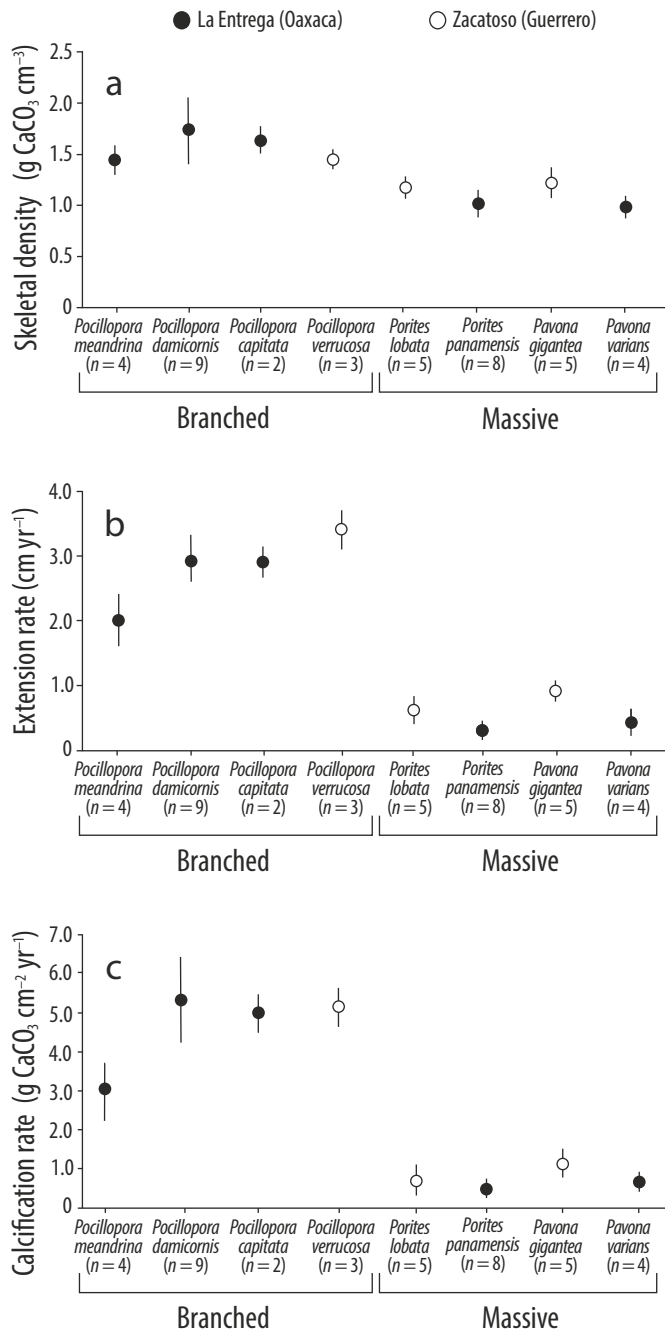 La Entrega (Oaxaca) Zacatoso (Guerrero)
a
Skeletal density (g CaCO₃ cm⁻³)
2.5
2.0
1.5
1.0
0.5
0
Pocillopora Pocillopora Pocillopora Pocillopora Porites Porites Pavona Pavona
meandrina damicornis capitata verrucosa lobata panamensis gigantea varians
(n = 4) (n = 9) (n = 2) (n = 3) (n = 5) (n = 8) (n = 5) (n = 4)
Branched Massive
b
Extension rate (cm yr⁻¹)
4.0
3.0
2.0
1.0
0
Pocillopora Pocillopora Pocillopora Pocillopora Porites Porites Pavona Pavona
meandrina damicornis capitata verrucosa lobata panamensis gigantea varians
(n = 4) (n = 9) (n = 2) (n = 3) (n = 5) (n = 8) (n = 5) (n = 4)
Branched Massive
c
Calcification rate (g CaCO₃ cm⁻² yr⁻¹)
7.0
6.0
5.0
4.0
3.0
2.0
1.0
0
Pocillopora Pocillopora Pocillopora Pocillopora Porites Porites Pavona Pavona
meandrina damicornis capitata verrucosa lobata panamensis gigantea varians
(n = 4) (n = 9) (n = 2) (n = 3) (n = 5) (n = 8) (n = 5) (n = 4)
Branched Massive